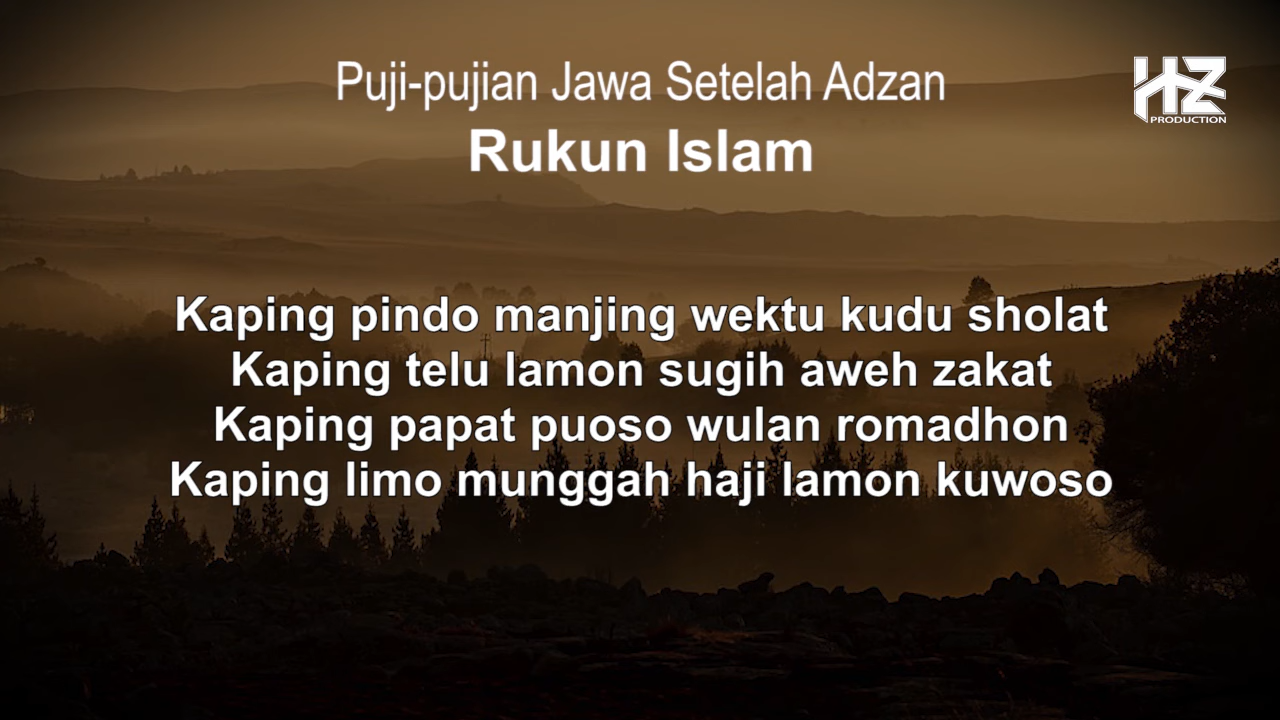 Puji-pujian Jawa Setelah Adzan
Rukun Islam
HZ
PRODUCTION
Kaping pindo manjing wektu kudu sholat
Kaping telu lamon sugih aweh zakat
Kaping papat puoso wulan romadhon
Kaping limo munggah haji lamon kuwoso